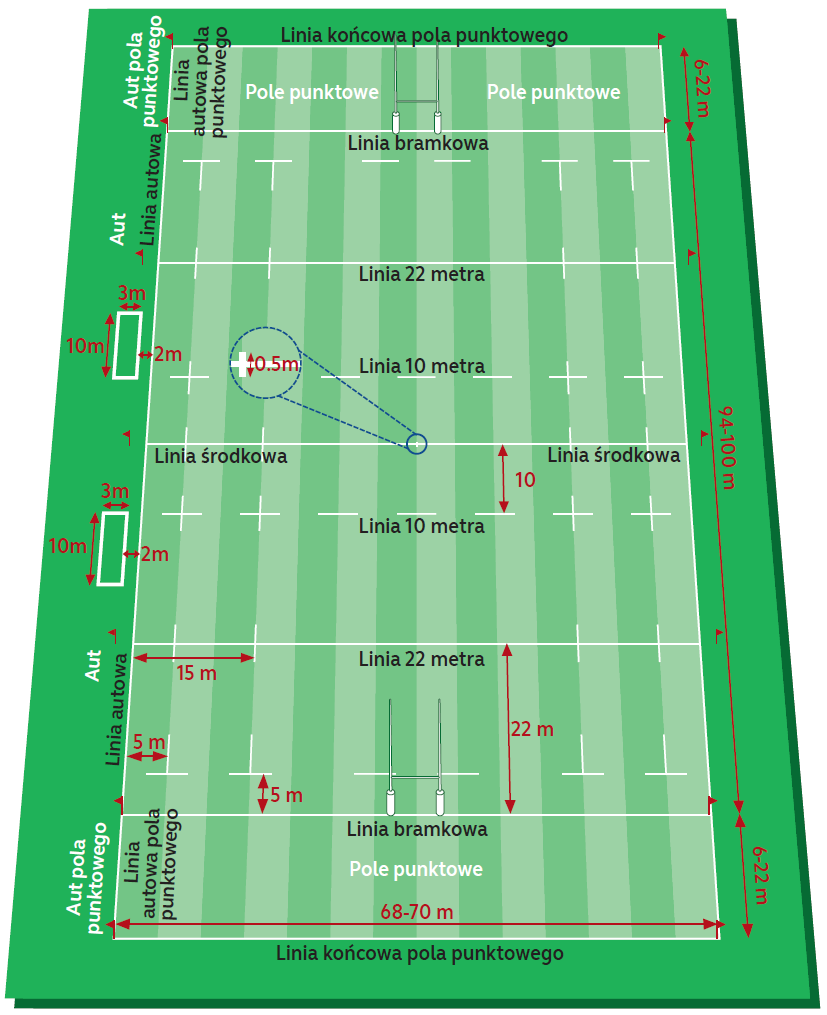 Linia końcowa pola punktowego
Aut pola
punktowego
Linia
autowa pola
punktowego
Pole punktowe
Pole punktowe
6-22 m
Linia bramkowa
Linia autowa
Aut
Linia 22 metra
3m
10m
2m
0.5m
Linia 10 metra
94-100 m
Linia środkowa
Linia środkowa
10
3m
10m
2m
Linia 10 metra
Aut
Linia autowa
Linia 22 metra
15 m
22 m
5 m
5 m
Linia bramkowa
Aut pola
punktowego
Linia
autowa pola
punktowego
Pole punktowe
6-22 m
68-70 m
Linia końcowa pola punktowego